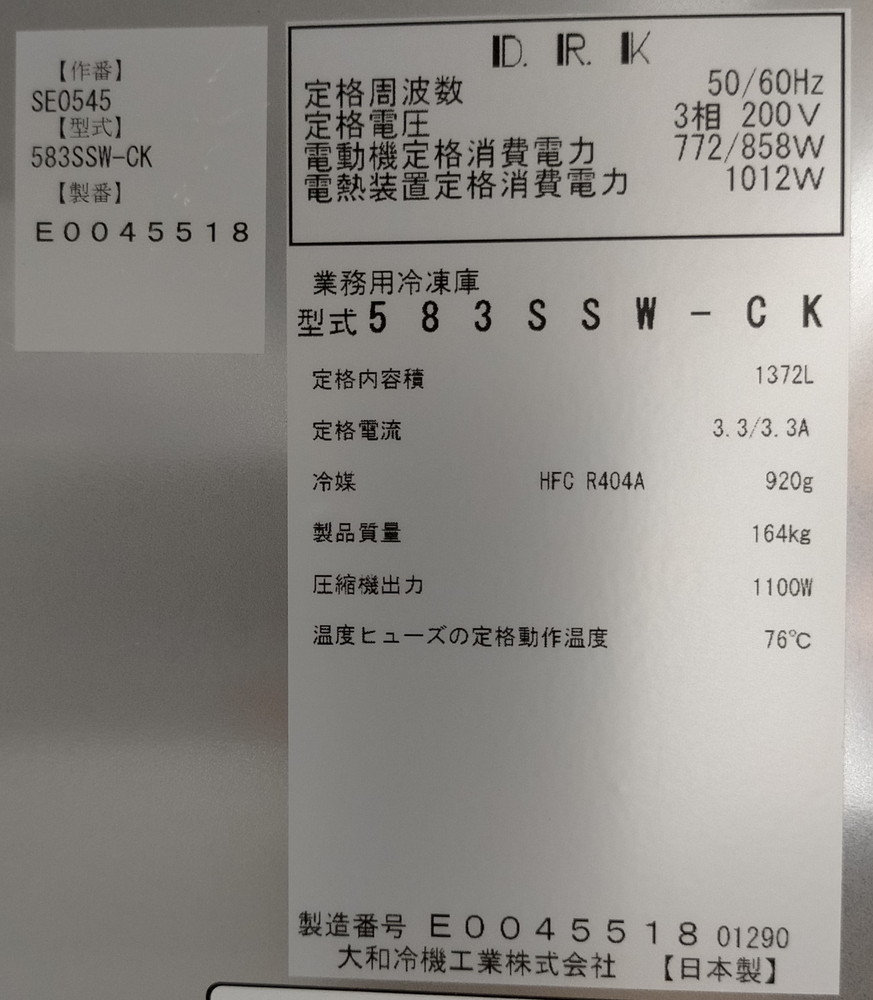 【作番】
SE0545
【型式】
583SSW-CK
【製番】
E0045518
D.R.K
定格周波数 50/60Hz
定格電圧 3相 200V
電動機定格消費電力 772/858W
電熱装置定格消費電力 1012W
業務用冷凍庫
型式 583SSW-CK
定格内容積 1372L
定格電流 3.3/3.3A
冷媒 HFC R404A 920g
製品質量 164kg
圧縮機出力 1100W
温度ヒューズの定格動作温度 76℃
製造番号 E0045518 01290
大和冷機工業株式会社 【日本製】